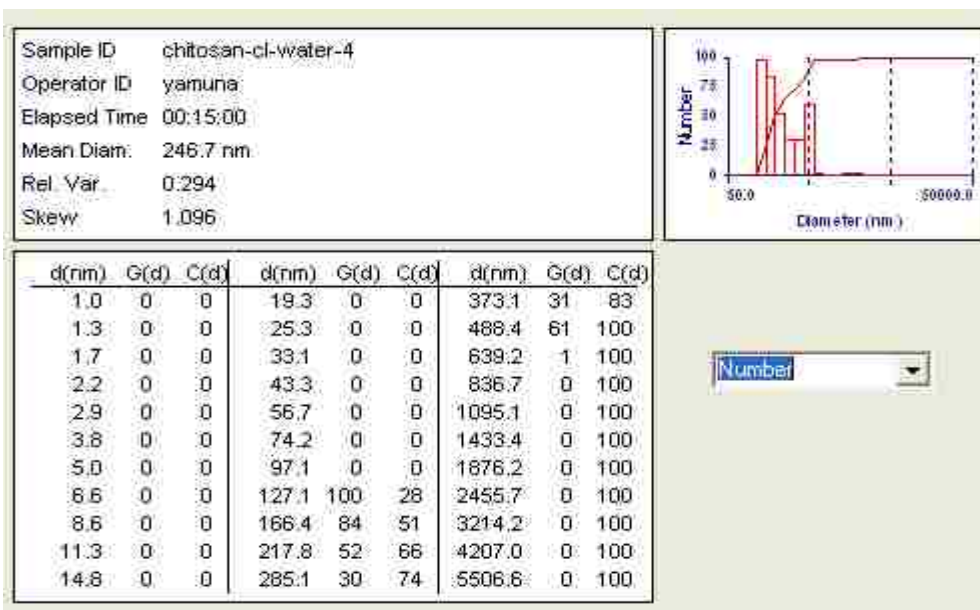 Sample ID chitosan-cl-water-4
Operator ID yamuna
Elapsed Time 00:15:00
Mean Diam. 246.7 nm
Rel. Var. 0.294
Skew 1.096
100
75
50
25
0
Number
50.0 50000.0
Diameter (nm)
d(nm) G(d) C(d) d(nm) G(d) C(d) d(nm) G(d) C(d)
1.0 0 0 19.3 0 0 373.1 31 83
1.3 0 0 25.3 0 0 488.4 61 100
1.7 0 0 33.1 0 0 639.2 1 100
2.2 0 0 43.3 0 0 836.7 0 100
2.9 0 0 56.7 0 0 1095.1 0 100
3.8 0 0 74.2 0 0 1433.4 0 100
5.0 0 0 97.1 0 0 1876.2 0 100
6.6 0 0 127.1 100 28 2455.7 0 100
8.6 0 0 166.4 84 51 3214.2 0 100
11.3 0 0 217.8 52 66 4207.0 0 100
14.8 0 0 285.1 30 74 5506.6 0 100
Number